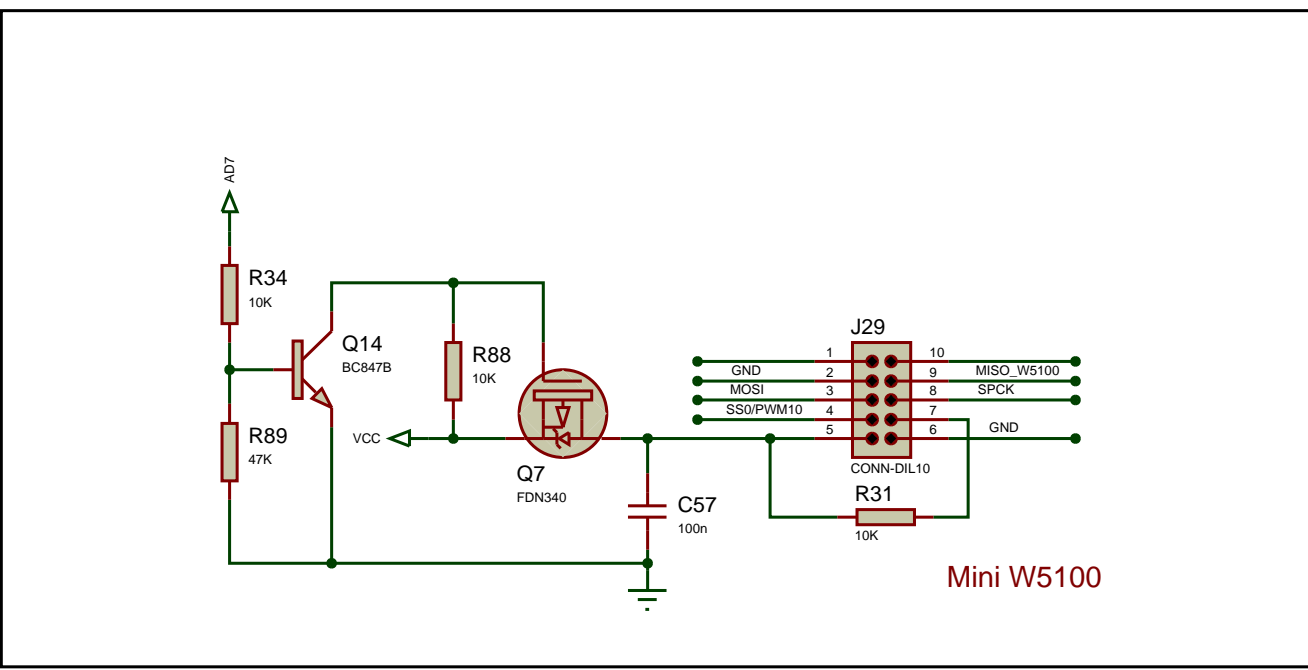 AD7
R34
10K
Q14
BC847B
R88
10K
R89
47K
VCC
Q7
FDN340
C57
100n
J29
1
10
GND
2
9
MISO_W5100
MOSI
3
8
SPCK
SS0/PWM10
4
7
5
6
GND
CONN-DIL10
R31
10K
Mini W5100